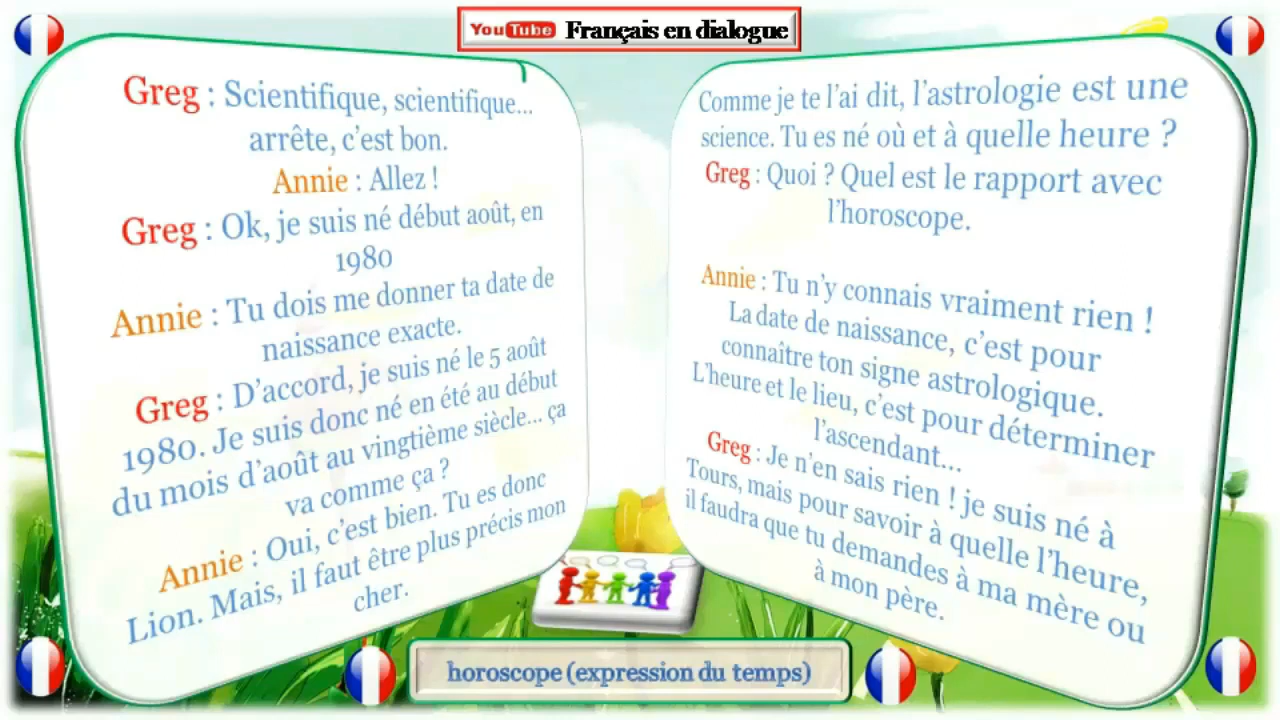 YouTube Français en dialogue
Greg : Scientifique, scientifique...
arrête, c’est bon.
Annie : Allez !
Greg : Ok, je suis né début août, en
1980
Annie : Tu dois me donner ta date de
naissance exacte.
Greg : D’accord, je suis né le 5 août
1980. Je suis donc né en été au début
du mois d’août au vingtième siècle... ça
va comme ça ?
Annie : Oui, c’est bien. Tu es donc
Lion. Mais, il faut être plus précis mon
cher.
Comme je te l’ai dit, l’astrologie est une
science. Tu es né où et à quelle heure ?
Greg : Quoi ? Quel est le rapport avec
l’horoscope.
Annie : Tu n’y connais vraiment rien !
La date de naissance, c’est pour
connaître ton signe astrologique.
L’heure et le lieu, c’est pour déterminer
l’ascendant...
Greg : Je n’en sais rien ! je suis né à
Tours, mais pour savoir à quelle l’heure,
il faudra que tu demandes à ma mère ou
à mon père.
horoscope (expression du temps)